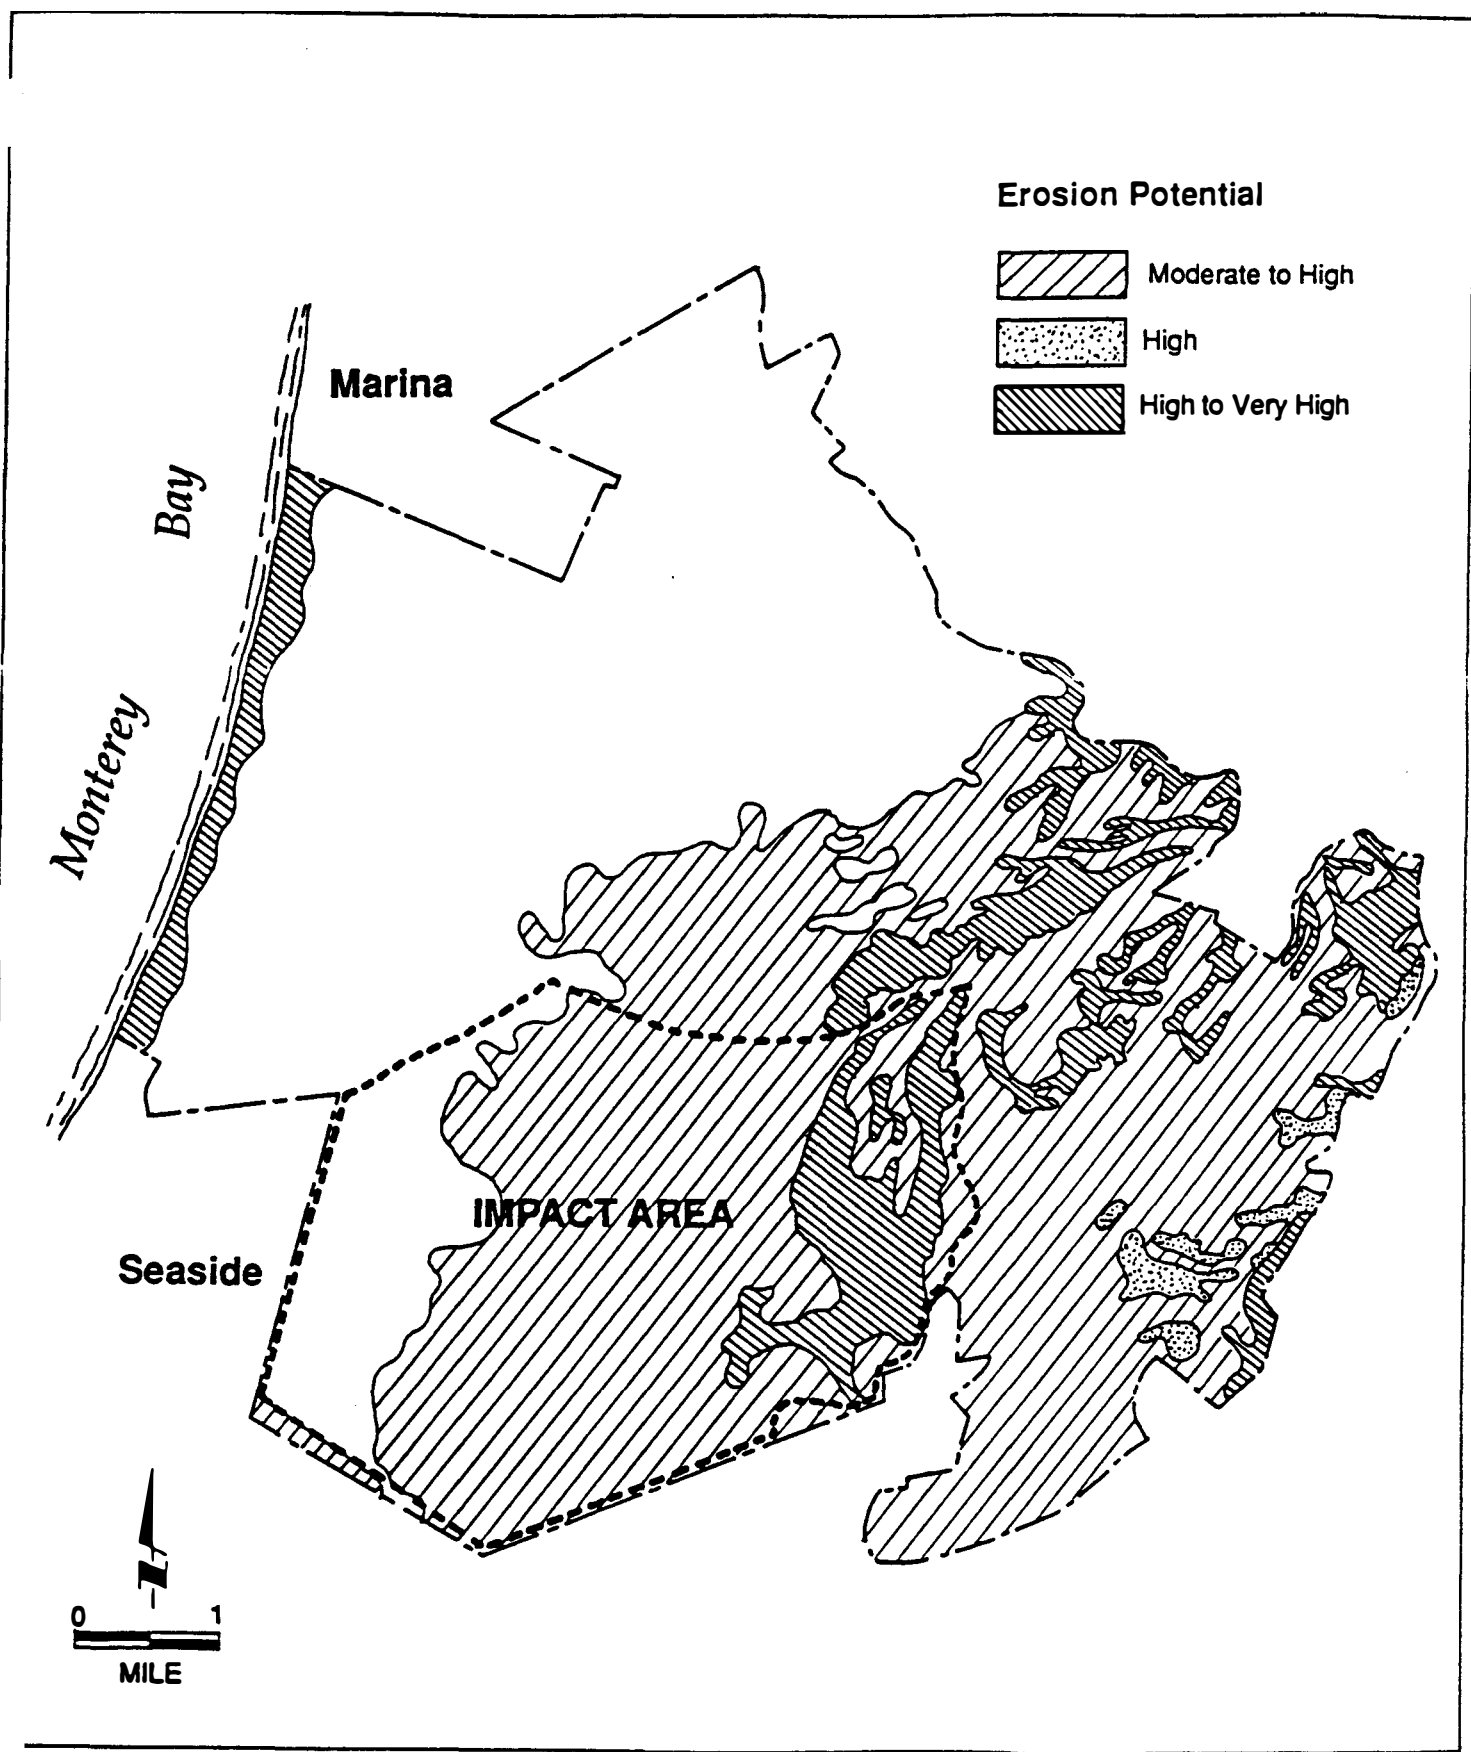 Erosion Potential
Moderate to High
High
High to Very High
Marina
Bay
Monterey
IMPACT AREA
Seaside
0 1
MILE